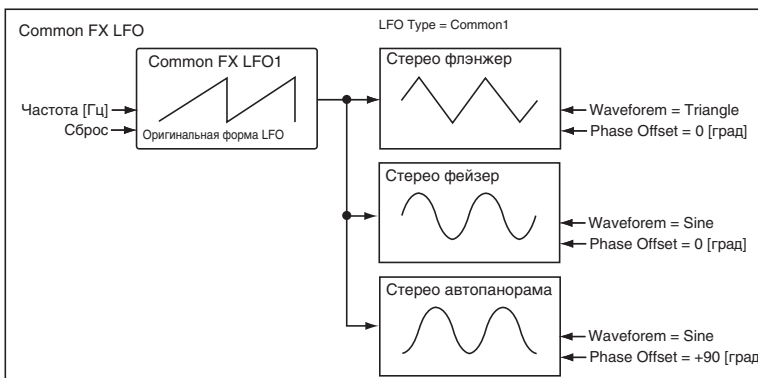 Common FX LFO
LFO Type = Common1
Common FX LFO1
Частота [Гц]
Сброс
Оригинальная форма LFO
Стерео флэнжер
Waveforem = Triangle
Phase Offset = 0 [град]
Стерео фейзер
Waveforem = Sine
Phase Offset = 0 [град]
Стерео автопанорама
Waveforem = Sine
Phase Offset = +90 [град